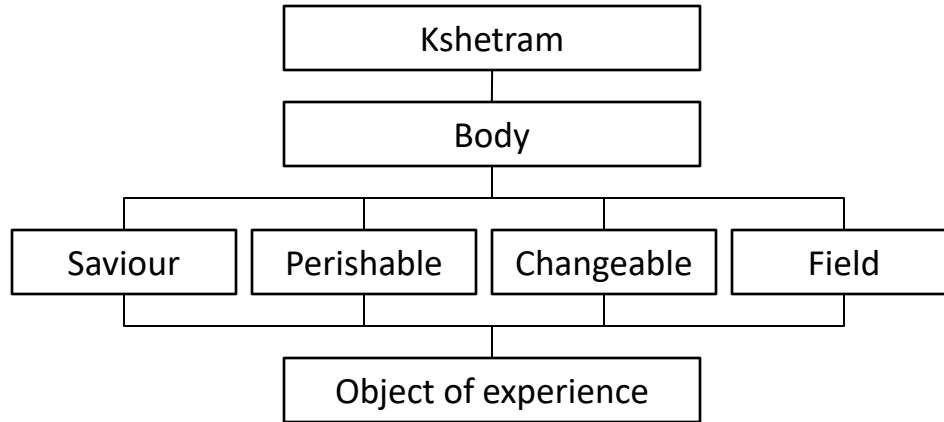 Kshetram
Body
Saviour
Perishable
Changeable
Field
Object of experience